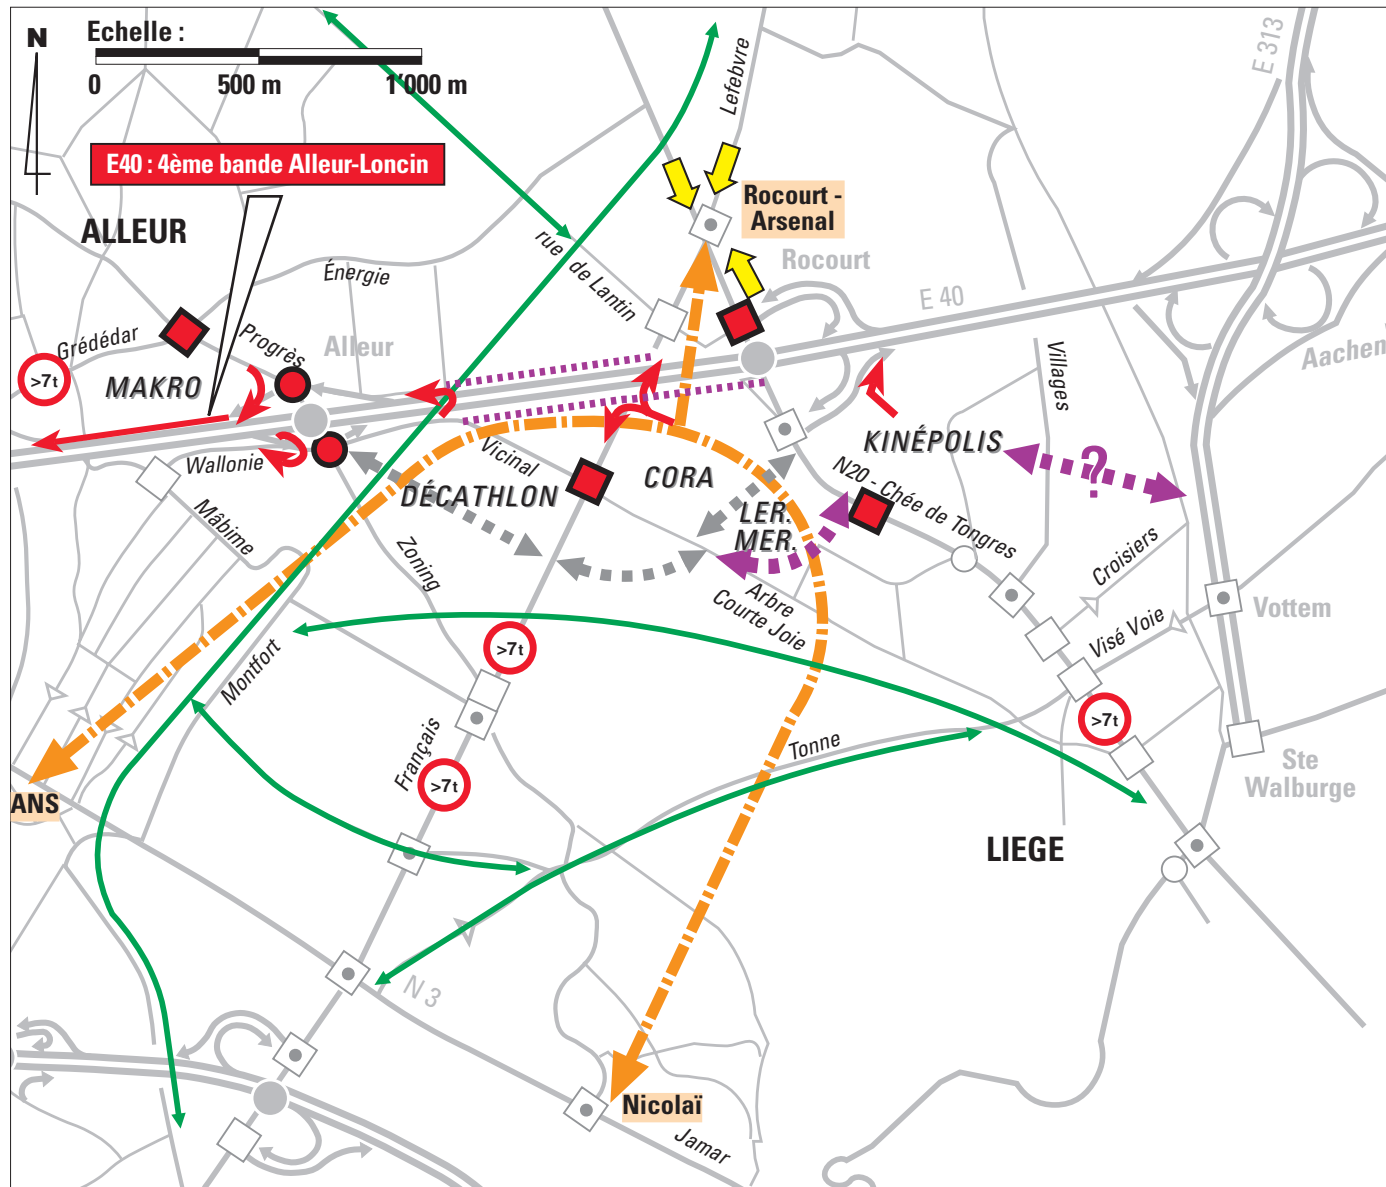 N
Echelle :
0 500 m 1'000 m
E40 : 4ème bande Alleur-Loncin
ALLEUR
Lefebvre
E 313
Rocourt -
Arsenal
Rocourt
rue de Lantin
Énergie
E 40
Aachen
Grédédar
Progrès
Alleur
>7t
MAKRO
Villages
KINÉPOLIS
?
Wallonie
Vicinal
DÉCATHLON
CORA
LER.
MER.
N20 - Chée de Tongres
Mâbime
Zoning
Croisiers
Arbre
Courte Joie
Visé Voie
Vottem
Montfort
>7t
>7t
Français
>7t
Tonne
Ste
Walburge
ANS
LIEGE
N 3
Nicolaï
Jamar